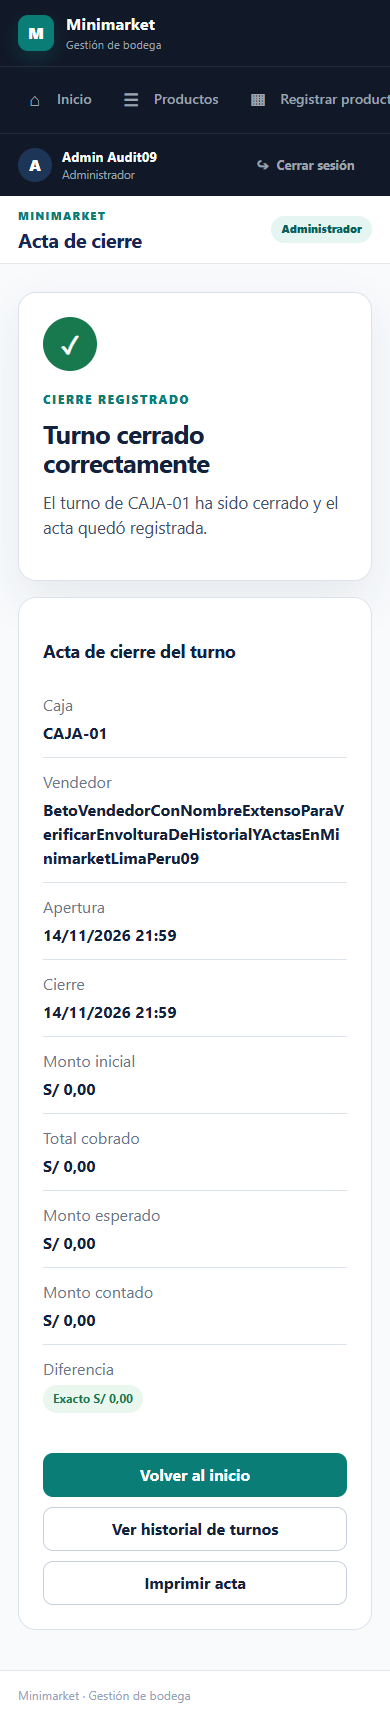 M
Minimarket
Gestión de bodega
Inicio
Productos
Registrar product
A
Admin Audit09
Administrador
Cerrar sesión
MINIMARKET
Acta de cierre
Administrador
CIERRE REGISTRADO
Turno cerrado
correctamente
El turno de CAJA-01 ha sido cerrado y el
acta quedó registrada.
Acta de cierre del turno
Caja
CAJA-01
Vendedor
BetoVendedorConNombreExtensoParaV
erificarEnvolturaDeHistorialYActasEnMi
nimarketLimaPeru09
Apertura
14/11/2026 21:59
Cierre
14/11/2026 21:59
Monto inicial
S/ 0,00
Total cobrado
S/ 0,00
Monto esperado
S/ 0,00
Monto contado
S/ 0,00
Diferencia
Exacto S/ 0,00
Volver al inicio
Ver historial de turnos
Imprimir acta
Minimarket · Gestión de bodega